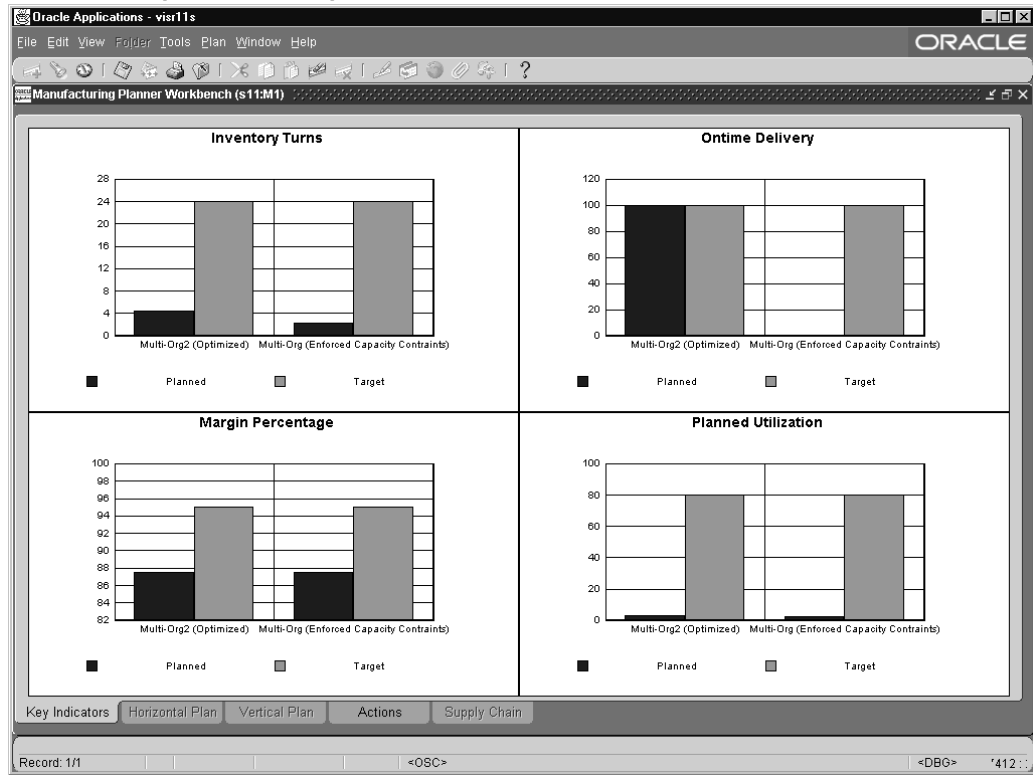 Oracle Applications - visr11s
File Edit View Folder Tools Plan Window Help
ORACLE
?
Manufacturing Planner Workbench (s11:M1)
Inventory Turns
28
24
20
16
12
8
4
0
Multi-Org2 (Optimized) Multi-Org (Enforced Capacity Contraints)
Planned Target
Ontime Delivery
120
100
80
60
40
20
0
Multi-Org2 (Optimized) Multi-Org (Enforced Capacity Contraints)
Planned Target
Margin Percentage
100
98
96
94
92
90
88
86
84
82
Multi-Org2 (Optimized) Multi-Org (Enforced Capacity Contraints)
Planned Target
Planned Utilization
100
80
60
40
20
0
Multi-Org2 (Optimized) Multi-Org (Enforced Capacity Contraints)
Planned Target
Key Indicators Horizontal Plan Vertical Plan Actions Supply Chain
Record: 1/1 <OSC> <DBG>